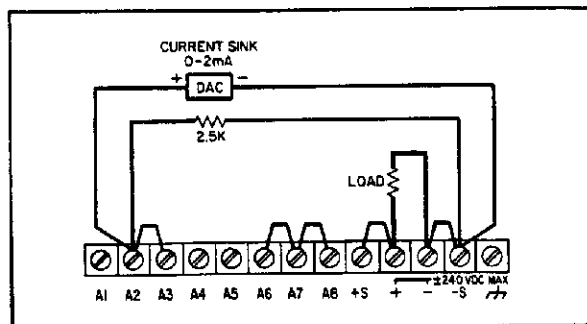 CURRENT SINK
0-2mA
+ DAC -
2.5K
LOAD
A1 A2 A3 A4 A5 A6 A7 A8 +S + - -S
±240 VDC MAX